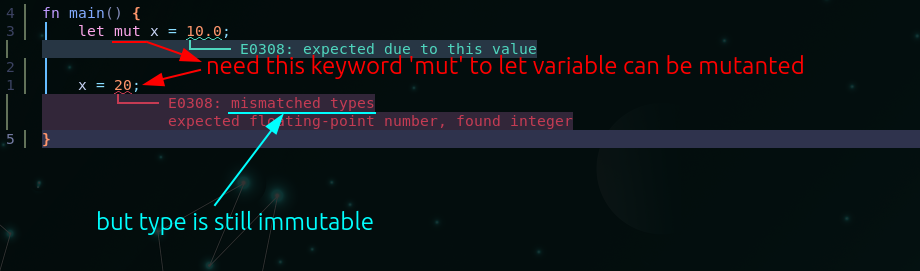 4 fn main() {
3 let mut x = 10.0;
E0308: expected due to this value
2
need this keyword 'mut' to let variable can be mutanted
1 x = 20;
E0308: mismatched types
expected floating-point number, found integer
5 }
but type is still immutable